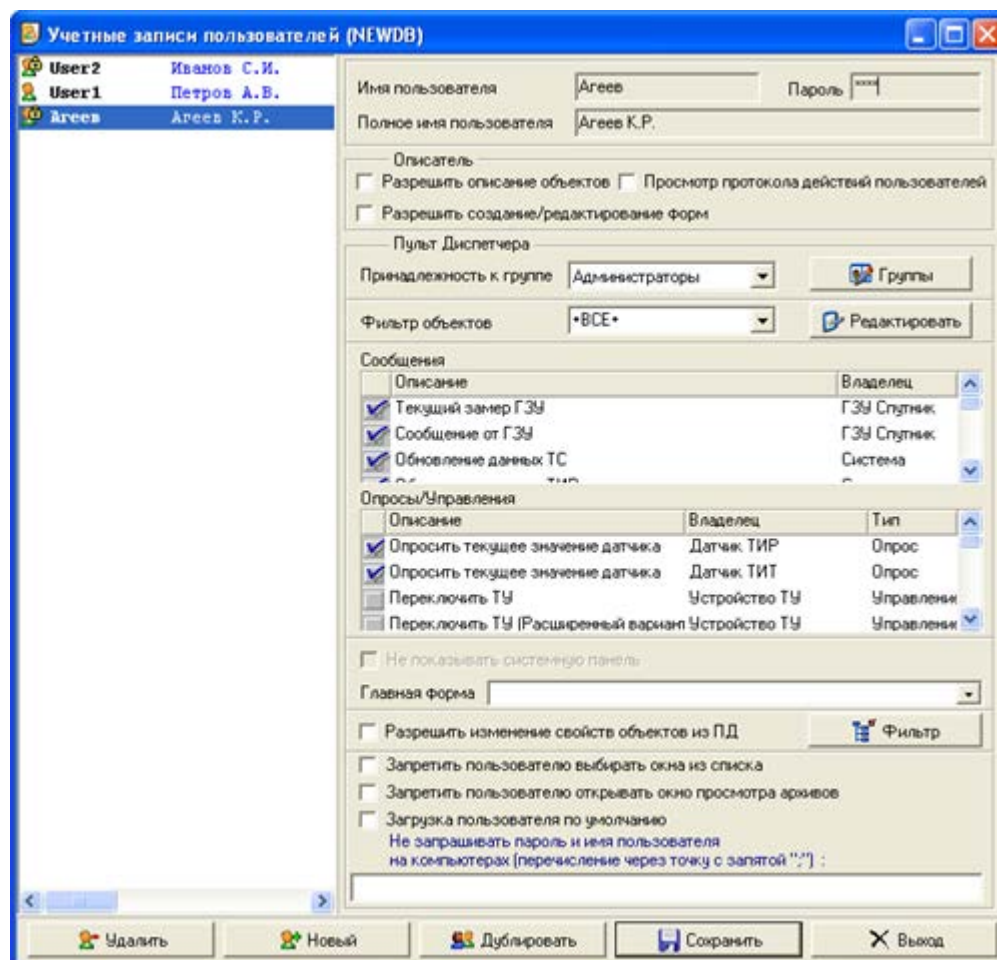 Учетные записи пользователей (NEWDB)
User2 Иванов С.И.
User1 Петров А.В.
Агеев Агеев К.Р.
Имя пользователя Агеев Пароль ****
Полное имя пользователя Агеев К.Р.
Описатель
Разрешить описание объектов Просмотр протокола действий пользователей
Разрешить создание/редактирование форм
Пульт Диспетчера
Принадлежность к группе Администраторы Группы
Фильтр объектов *ВСЕ* Редактировать
Сообщения
Описание Владелец
Текущий замер ГЗУ ГЗУ Спутник
Сообщение от ГЗУ ГЗУ Спутник
Обновление данных ТС Система
Опросы/Управления
Описание Владелец Тип
Опросить текущее значение датчика Датчик ТИР Опрос
Опросить текущее значение датчика Датчик ТИТ Опрос
Переключить ТУ Устройство ТУ Управление
Переключить ТУ (Расширенный вариант Устройство ТУ Управление
Не показывать системную панель
Главная форма
Разрешить изменение свойств объектов из ПД Фильтр
Запретить пользователю выбирать окна из списка
Запретить пользователю открывать окно просмотра архивов
Загрузка пользователя по умолчанию
Не запрашивать пароль и имя пользователя
на компьютерах (перечисление через точку с запятой ";") :
Удалить Новый Дублировать Сохранить Выход